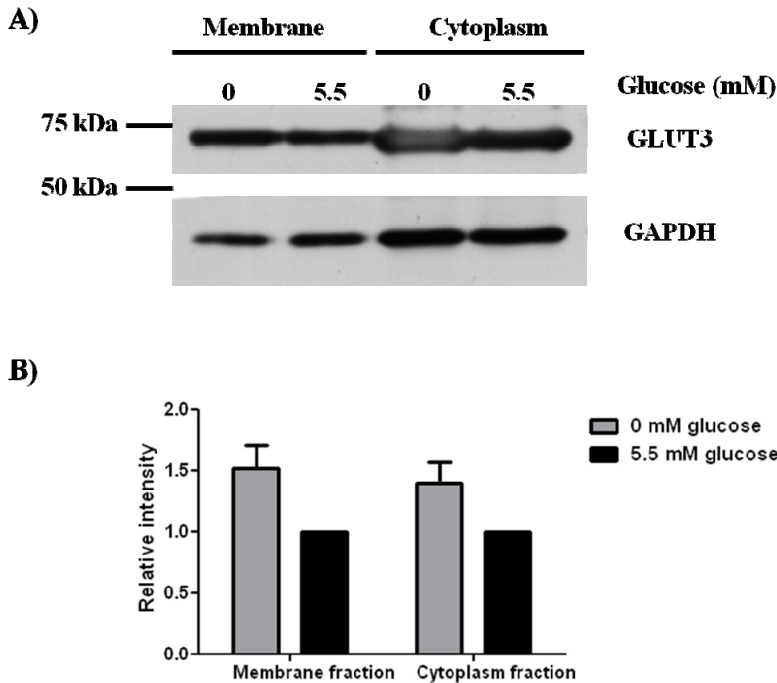 A)
Membrane Cytoplasm
0 5.5 0 5.5 Glucose (mM)
75 kDa
GLUT3
50 kDa
GAPDH
B)
2.0
1.5
1.0
0.5
0.0
Relative intensity
Membrane fraction Cytoplasm fraction
0 mM glucose
5.5 mM glucose